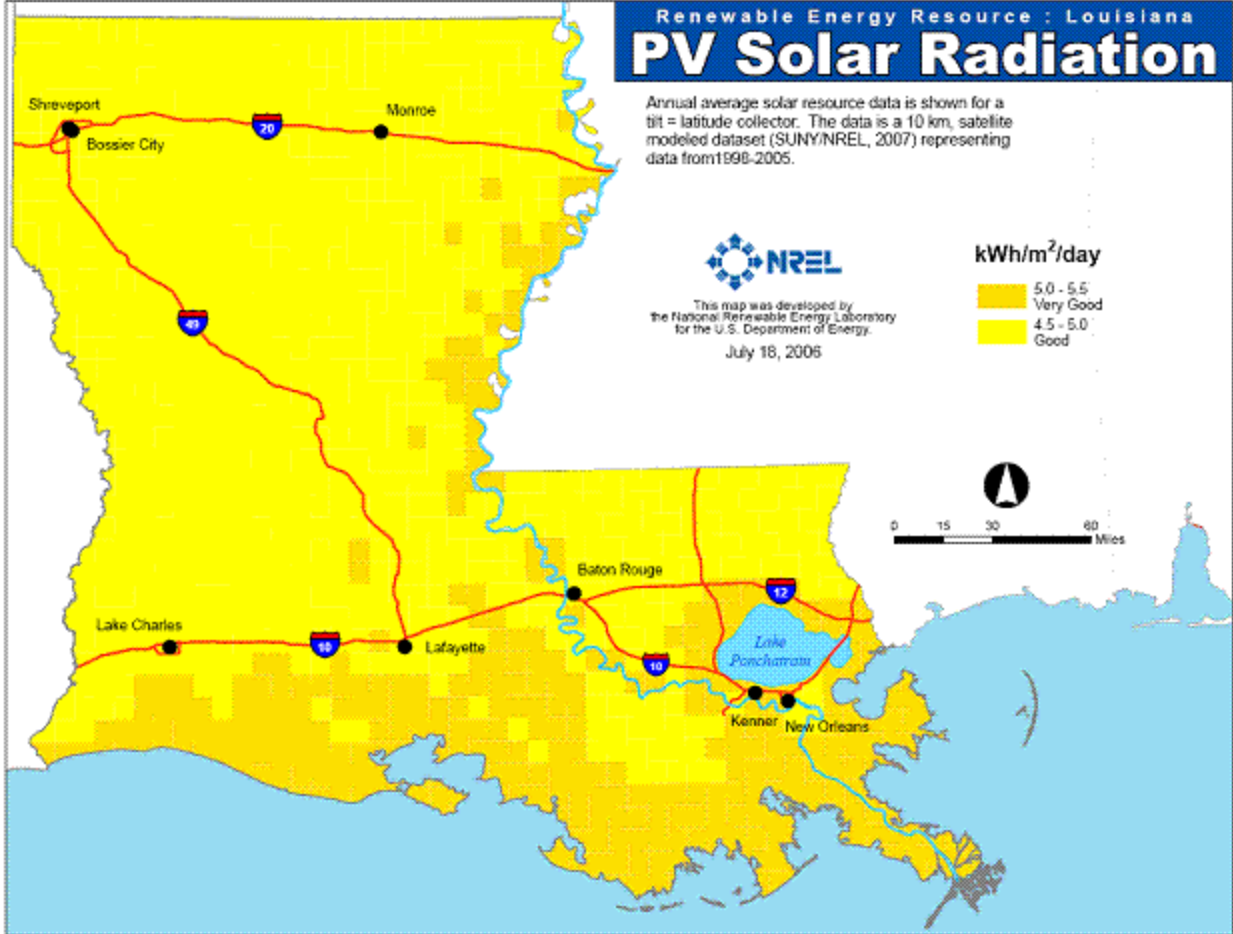 Renewable Energy Resource : Louisiana
PV Solar Radiation
Annual average solar resource data is shown for a
tilt = latitude collector. The data is a 10 km, satellite
modeled dataset (SUNY/NREL, 2007) representing
data from1998-2005.
Shreveport
Monroe
20
Bossier City
NREL
kWh/m²/day
5.0 - 5.5
Very Good
4.5 - 5.0
Good
This map was developed by
the National Renewable Energy Laboratory
for the U.S. Department of Energy.
July 18, 2006
49
0 15 30 60
Miles
Baton Rouge
12
Lake Charles
10
Lafayette
Lake
Ponchatrain
10
Kenner
New Orleans